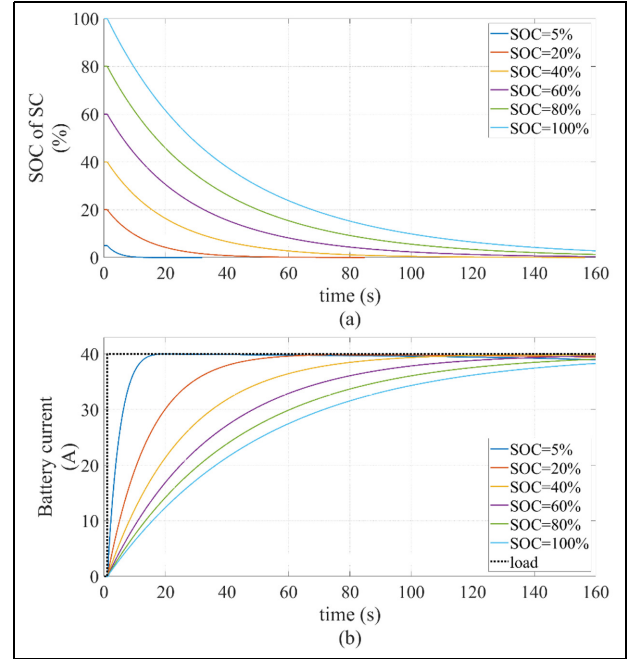 100
80
60
40
20
0
SOC of SC
(%)
SOC=5%
SOC=20%
SOC=40%
SOC=60%
SOC=80%
SOC=100%
0 20 40 60 80 100 120 140 160
time (s)
(a)
40
30
20
10
0
Battery current
(A)
SOC=5%
SOC=20%
SOC=40%
SOC=60%
SOC=80%
SOC=100%
load
0 20 40 60 80 100 120 140 160
time (s)
(b)